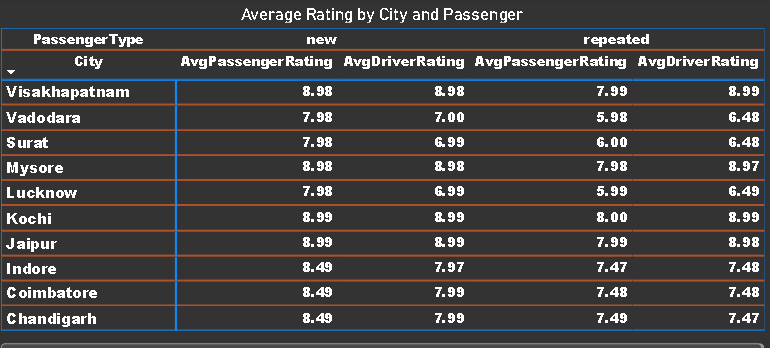 Average Rating by City and Passenger
PassengerType new repeated
City AvgPassengerRating AvgDriverRating AvgPassengerRating AvgDriverRating
Visakhapatnam 8.98 8.98 7.99 8.99
Vadodara 7.98 7.00 5.98 6.48
Surat 7.98 6.99 6.00 6.48
Mysore 8.98 8.98 7.98 8.97
Lucknow 7.98 6.99 5.99 6.49
Kochi 8.99 8.99 8.00 8.99
Jaipur 8.99 8.99 7.99 8.98
Indore 8.49 7.97 7.47 7.48
Coimbatore 8.49 7.99 7.48 7.48
Chandigarh 8.49 7.99 7.49 7.47